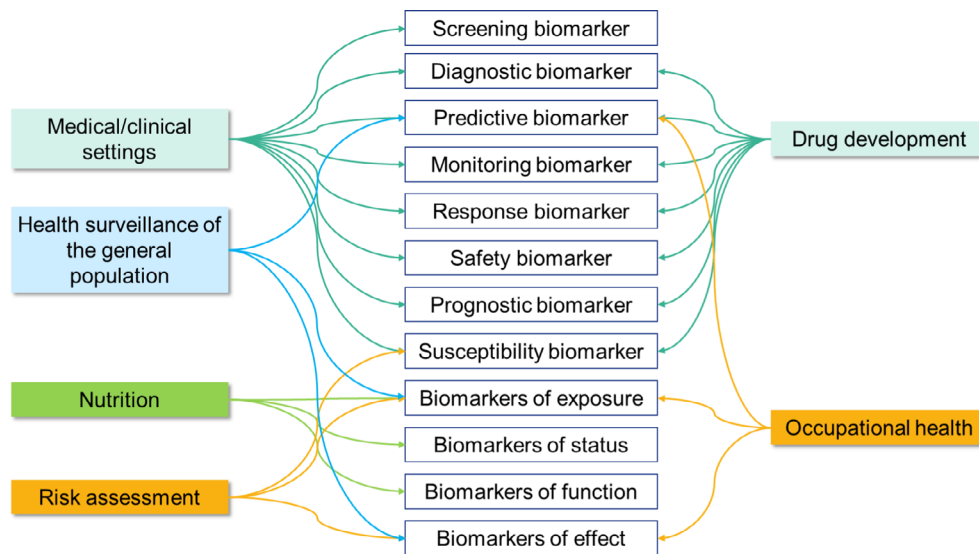 Medical/clinical
settings
Health surveillance of
the general
population
Nutrition
Risk assessment
Screening biomarker
Diagnostic biomarker
Predictive biomarker
Monitoring biomarker
Response biomarker
Safety biomarker
Prognostic biomarker
Susceptibility biomarker
Biomarkers of exposure
Biomarkers of status
Biomarkers of function
Biomarkers of effect
Drug development
Occupational health